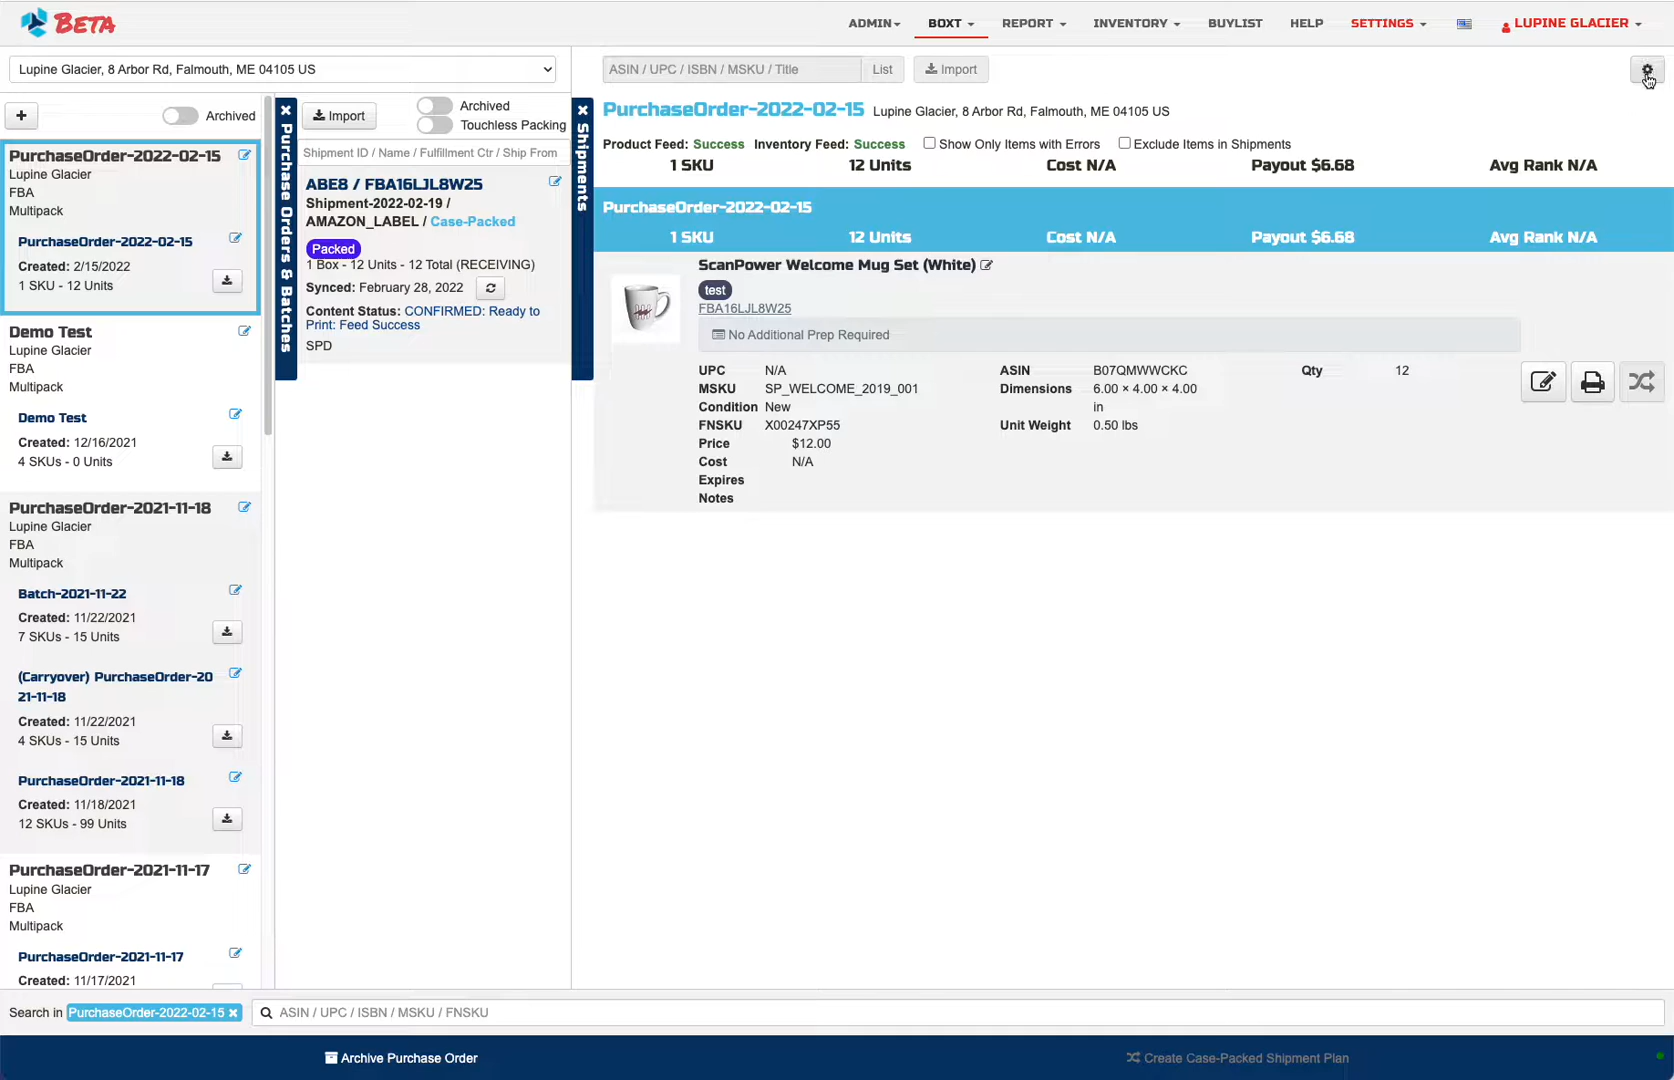 Beta
ADMIN
BOXT
REPORT
INVENTORY
BUYLIST
HELP
SETTINGS
LUPINE GLACIER
Lupine Glacier, 8 Arbor Rd, Falmouth, ME 04105 US
Archived
PurchaseOrder-2022-02-15
Lupine Glacier
FBA
Multipack
PurchaseOrder-2022-02-15
Created: 2/15/2022
1 SKU - 12 Units
Demo Test
Lupine Glacier
FBA
Multipack
Demo Test
Created: 12/16/2021
4 SKUs - 0 Units
PurchaseOrder-2021-11-18
Lupine Glacier
FBA
Multipack
Batch-2021-11-22
Created: 11/22/2021
7 SKUs - 15 Units
(Carryover) PurchaseOrder-20
21-11-18
Created: 11/22/2021
4 SKUs - 15 Units
PurchaseOrder-2021-11-18
Created: 11/18/2021
12 SKUs - 99 Units
PurchaseOrder-2021-11-17
Lupine Glacier
FBA
Multipack
PurchaseOrder-2021-11-17
Created: 11/17/2021
Purchase Orders & Batches
Import
Archived
Touchless Packing
Shipment ID / Name / Fulfillment Ctr / Ship From
ABE8 / FBA16LJL8W25
Shipment-2022-02-19 /
AMAZON_LABEL / Case-Packed
Packed
1 Box - 12 Units - 12 Total (RECEIVING)
Synced: February 28, 2022
Content Status: CONFIRMED: Ready to
Print: Feed Success
SPD
Shipments
ASIN / UPC / ISBN / MSKU / Title
List
Import
PurchaseOrder-2022-02-15 Lupine Glacier, 8 Arbor Rd, Falmouth, ME 04105 US
Product Feed: Success Inventory Feed: Success Show Only Items with Errors Exclude Items in Shipments
1 SKU 12 Units Cost N/A Payout $6.68 Avg Rank N/A
PurchaseOrder-2022-02-15
1 SKU 12 Units Cost N/A Payout $6.68 Avg Rank N/A
ScanPower Welcome Mug Set (White)
test
FBA16LJL8W25
No Additional Prep Required
UPC N/A
MSKU SP_WELCOME_2019_001
Condition New
FNSKU X00247XP55
Price $12.00
Cost N/A
Expires
Notes
ASIN B07QMWWCKC
Dimensions 6.00 × 4.00 × 4.00
in
Unit Weight 0.50 lbs
Qty 12
Search in PurchaseOrder-2022-02-15
ASIN / UPC / ISBN / MSKU / FNSKU
Archive Purchase Order
Create Case-Packed Shipment Plan